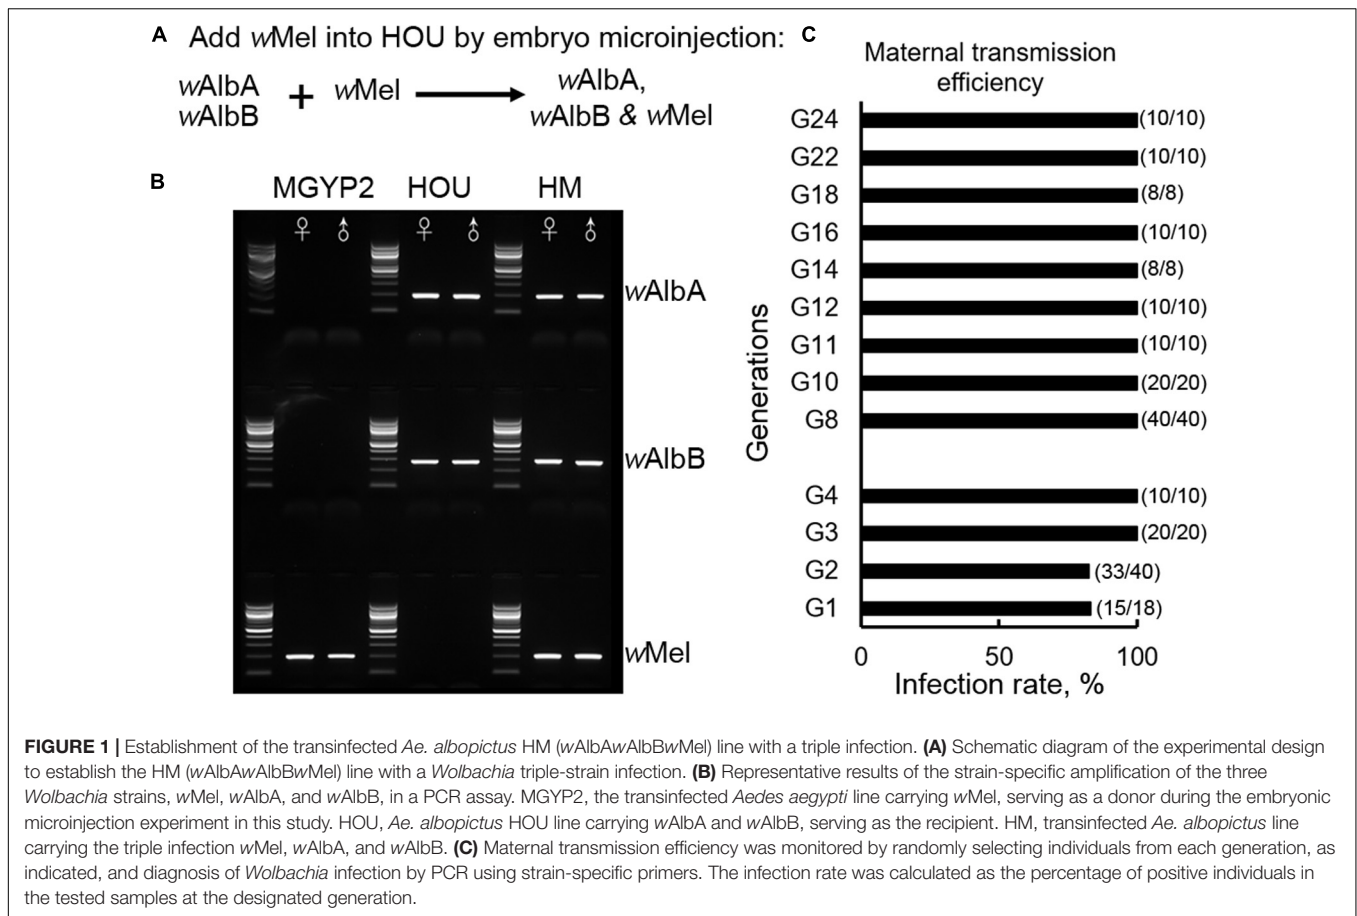 A Add wMel into HOU by embryo microinjection:
wAlbA
wAlbB
+
wMel
wAlbA,
wAlbB & wMel
B
MGYP2 HOU HM
♀ ♂ ♀ ♂ ♀ ♂
wAlbA
wAlbB
wMel
C
Maternal transmission
efficiency
Generations
G24 (10/10)
G22 (10/10)
G18 (8/8)
G16 (10/10)
G14 (8/8)
G12 (10/10)
G11 (10/10)
G10 (20/20)
G8 (40/40)
G4 (10/10)
G3 (20/20)
G2 (33/40)
G1 (15/18)
0 50 100
Infection rate, %
FIGURE 1 | Establishment of the transinfected Ae. albopictus HM (wAlbAwAlbBwMel) line with a triple infection. (A) Schematic diagram of the experimental design
to establish the HM (wAlbAwAlbBwMel) line with a Wolbachia triple-strain infection. (B) Representative results of the strain-specific amplification of the three
Wolbachia strains, wMel, wAlbA, and wAlbB, in a PCR assay. MGYP2, the transinfected Aedes aegypti line carrying wMel, serving as a donor during the embryonic
microinjection experiment in this study. HOU, Ae. albopictus HOU line carrying wAlbA and wAlbB, serving as the recipient. HM, transinfected Ae. albopictus line
carrying the triple infection wMel, wAlbA, and wAlbB. (C) Maternal transmission efficiency was monitored by randomly selecting individuals from each generation, as
indicated, and diagnosis of Wolbachia infection by PCR using strain-specific primers. The infection rate was calculated as the percentage of positive individuals in
the tested samples at the designated generation.